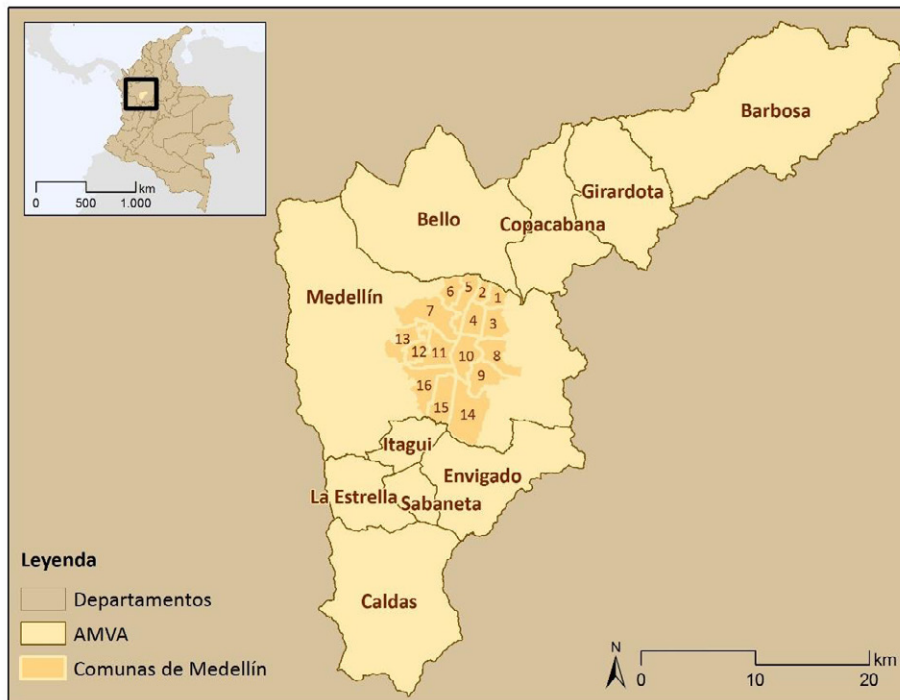 km
0 500 1.000
Barbosa
Girardota
Bello
Copacabana
Medellín
6 5 2 1
7
4 3
13
12 11 10 8
9
16
15 14
Itagui
Envigado
La Estrella
Sabaneta
Caldas
Leyenda
Departamentos
AMVA
Comunas de Medellín
N
km
0 10 20